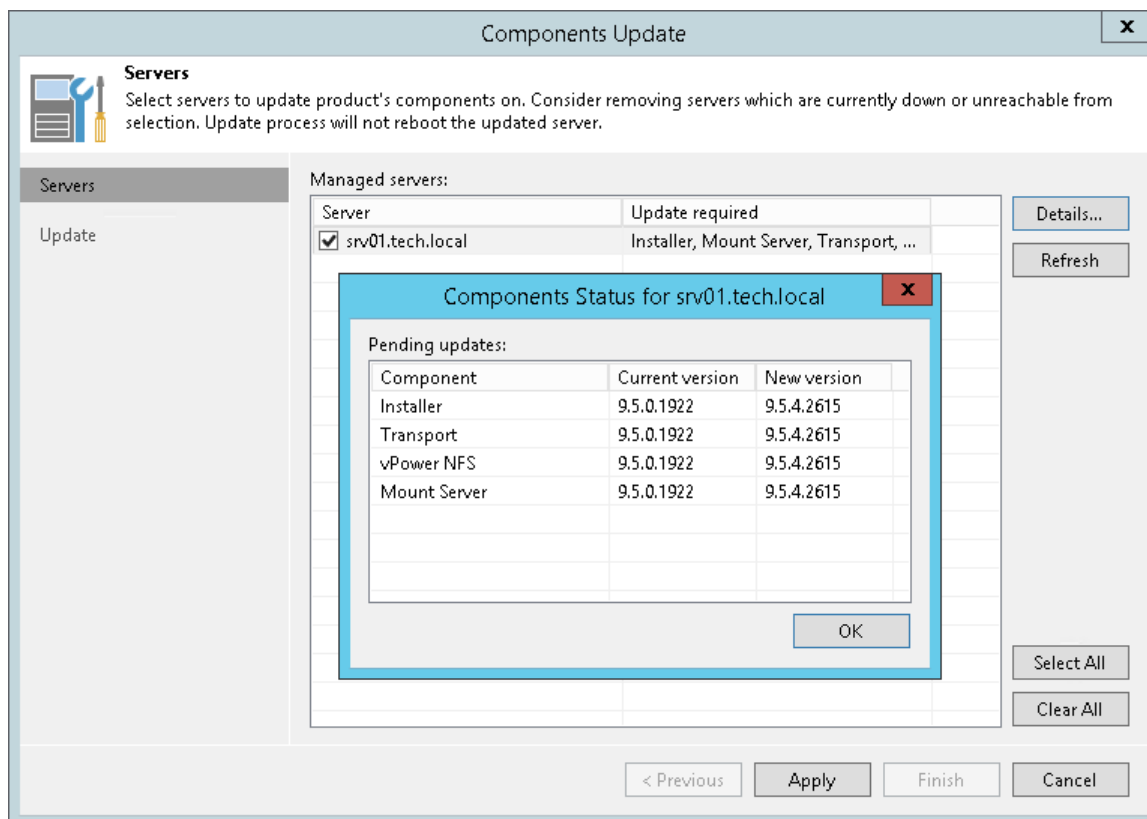 Components Update
x
Servers
Select servers to update product's components on. Consider removing servers which are currently down or unreachable from
selection. Update process will not reboot the updated server.
Servers
Update
Managed servers:
Server Update required
srv01.tech.local Installer, Mount Server, Transport, ...
Details...
Refresh
Components Status for srv01.tech.local
x
Pending updates:
Component Current version New version
Installer 9.5.0.1922 9.5.4.2615
Transport 9.5.0.1922 9.5.4.2615
vPower NFS 9.5.0.1922 9.5.4.2615
Mount Server 9.5.0.1922 9.5.4.2615
OK
Select All
Clear All
< Previous Apply Finish Cancel